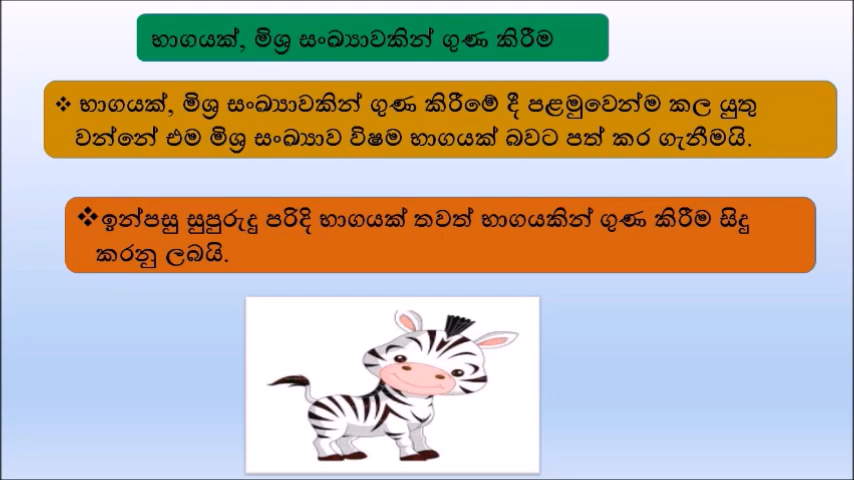 භාගයක්, මිශ්‍ර සංඛ්‍යාවකින් ගුණ කිරීම
❖ භාගයක්, මිශ්‍ර සංඛ්‍යාවකින් ගුණ කිරීමේ දී පළමුවෙන්ම කල යුතු
වන්නේ එම මිශ්‍ර සංඛ්‍යාව විෂම භාගයක් බවට පත් කර ගැනීමයි.
❖ඉන්පසු සුපුරුදු පරිදි භාගයක් තවත් භාගයකින් ගුණ කිරීම සිදු
කරනු ලබයි.